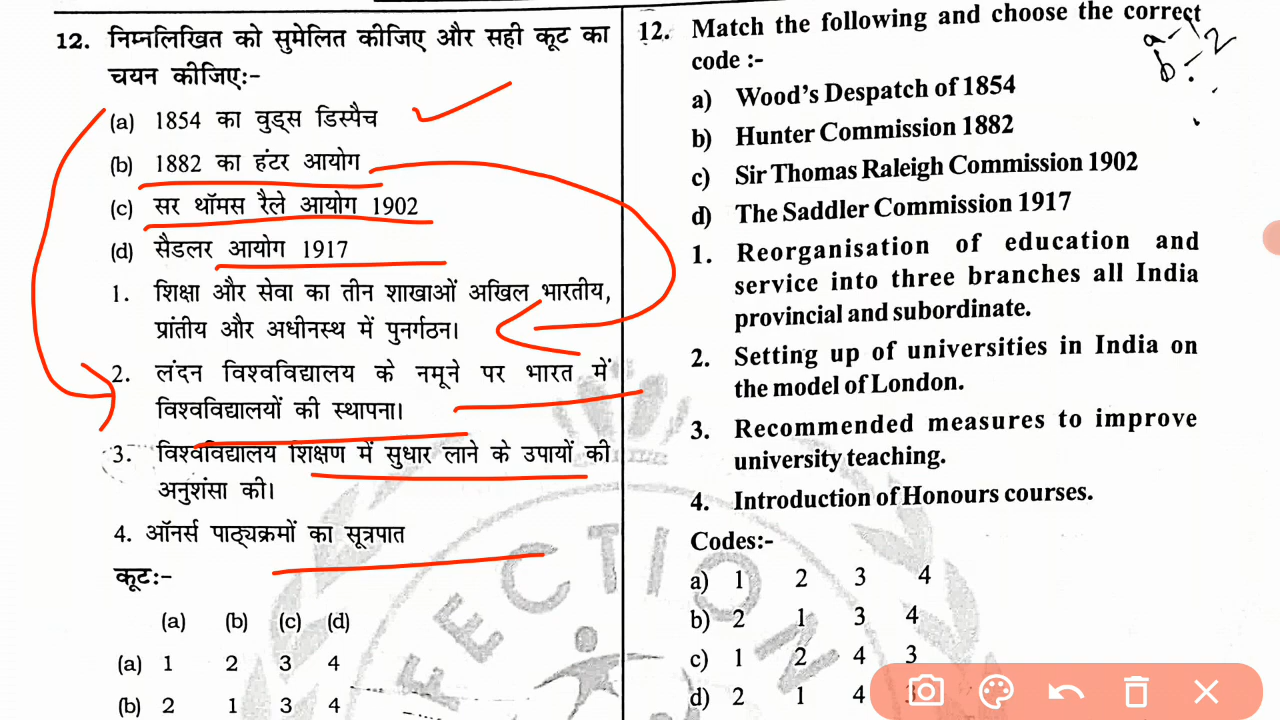 12. निम्नलिखित को सुमेलित कीजिए और सही कूट का
चयन कीजिए:-
(a) 1854 का वुड्स डिस्पैच
(b) 1882 का हंटर आयोग
(c) सर थॉमस रैले आयोग 1902
(d) सैडलर आयोग 1917
1. शिक्षा और सेवा का तीन शाखाओं अखिल भारतीय,
प्रांतीय और अधीनस्थ में पुनर्गठन।
2. लंदन विश्वविद्यालय के नमूने पर भारत में
विश्वविद्यालयों की स्थापना।
3. विश्वविद्यालय शिक्षण में सुधार लाने के उपायों की
अनुशंसा की।
4. ऑनर्स पाठ्यक्रमों का सूत्रपात
कूट:-
(a) (b) (c) (d)
(a) 1 2 3 4
(b) 2 1 3 4
12. Match the following and choose the correct
code :-
a) Wood's Despatch of 1854
b) Hunter Commission 1882
c) Sir Thomas Raleigh Commission 1902
d) The Saddler Commission 1917
1. Reorganisation of education and
service into three branches all India
provincial and subordinate.
2. Setting up of universities in India on
the model of London.
3. Recommended measures to improve
university teaching.
4. Introduction of Honours courses.
Codes:-
a) 1 2 3 4
b) 2 1 3 4
c) 1 2 4 3
d) 2 1 4 3
a -
b - 2
FECTION